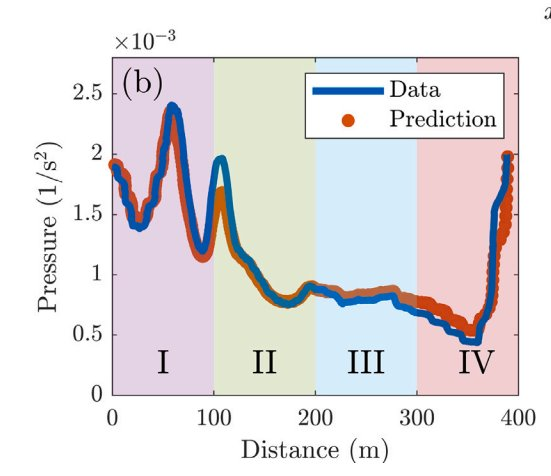 x
×10⁻³
(b)
Data
Prediction
2.5
2
1.5
1
0.5
0
Pressure (1/s²)
I II III IV
0 100 200 300 400
Distance (m)